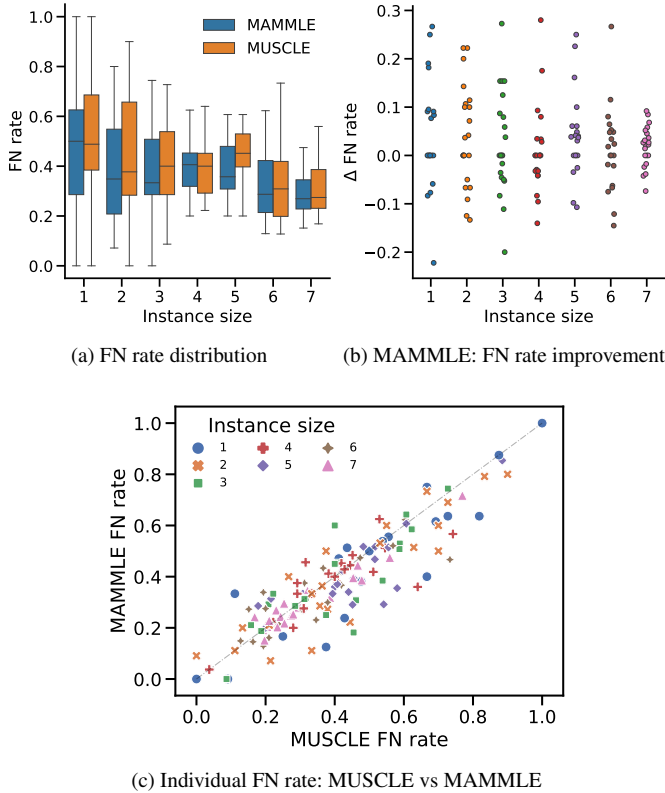 MAMMLE
MUSCLE
FN rate
1.0
0.8
0.6
0.4
0.2
0.0
1 2 3 4 5 6 7
Instance size
(a) FN rate distribution
Δ FN rate
0.3
0.2
0.1
0.0
−0.1
−0.2
1 2 3 4 5 6 7
Instance size
(b) MAMMLE: FN rate improvement
Instance size
1 4 6
2 5 7
3
MAMMLE FN rate
1.0
0.8
0.6
0.4
0.2
0.0
0.0 0.2 0.4 0.6 0.8 1.0
MUSCLE FN rate
(c) Individual FN rate: MUSCLE vs MAMMLE